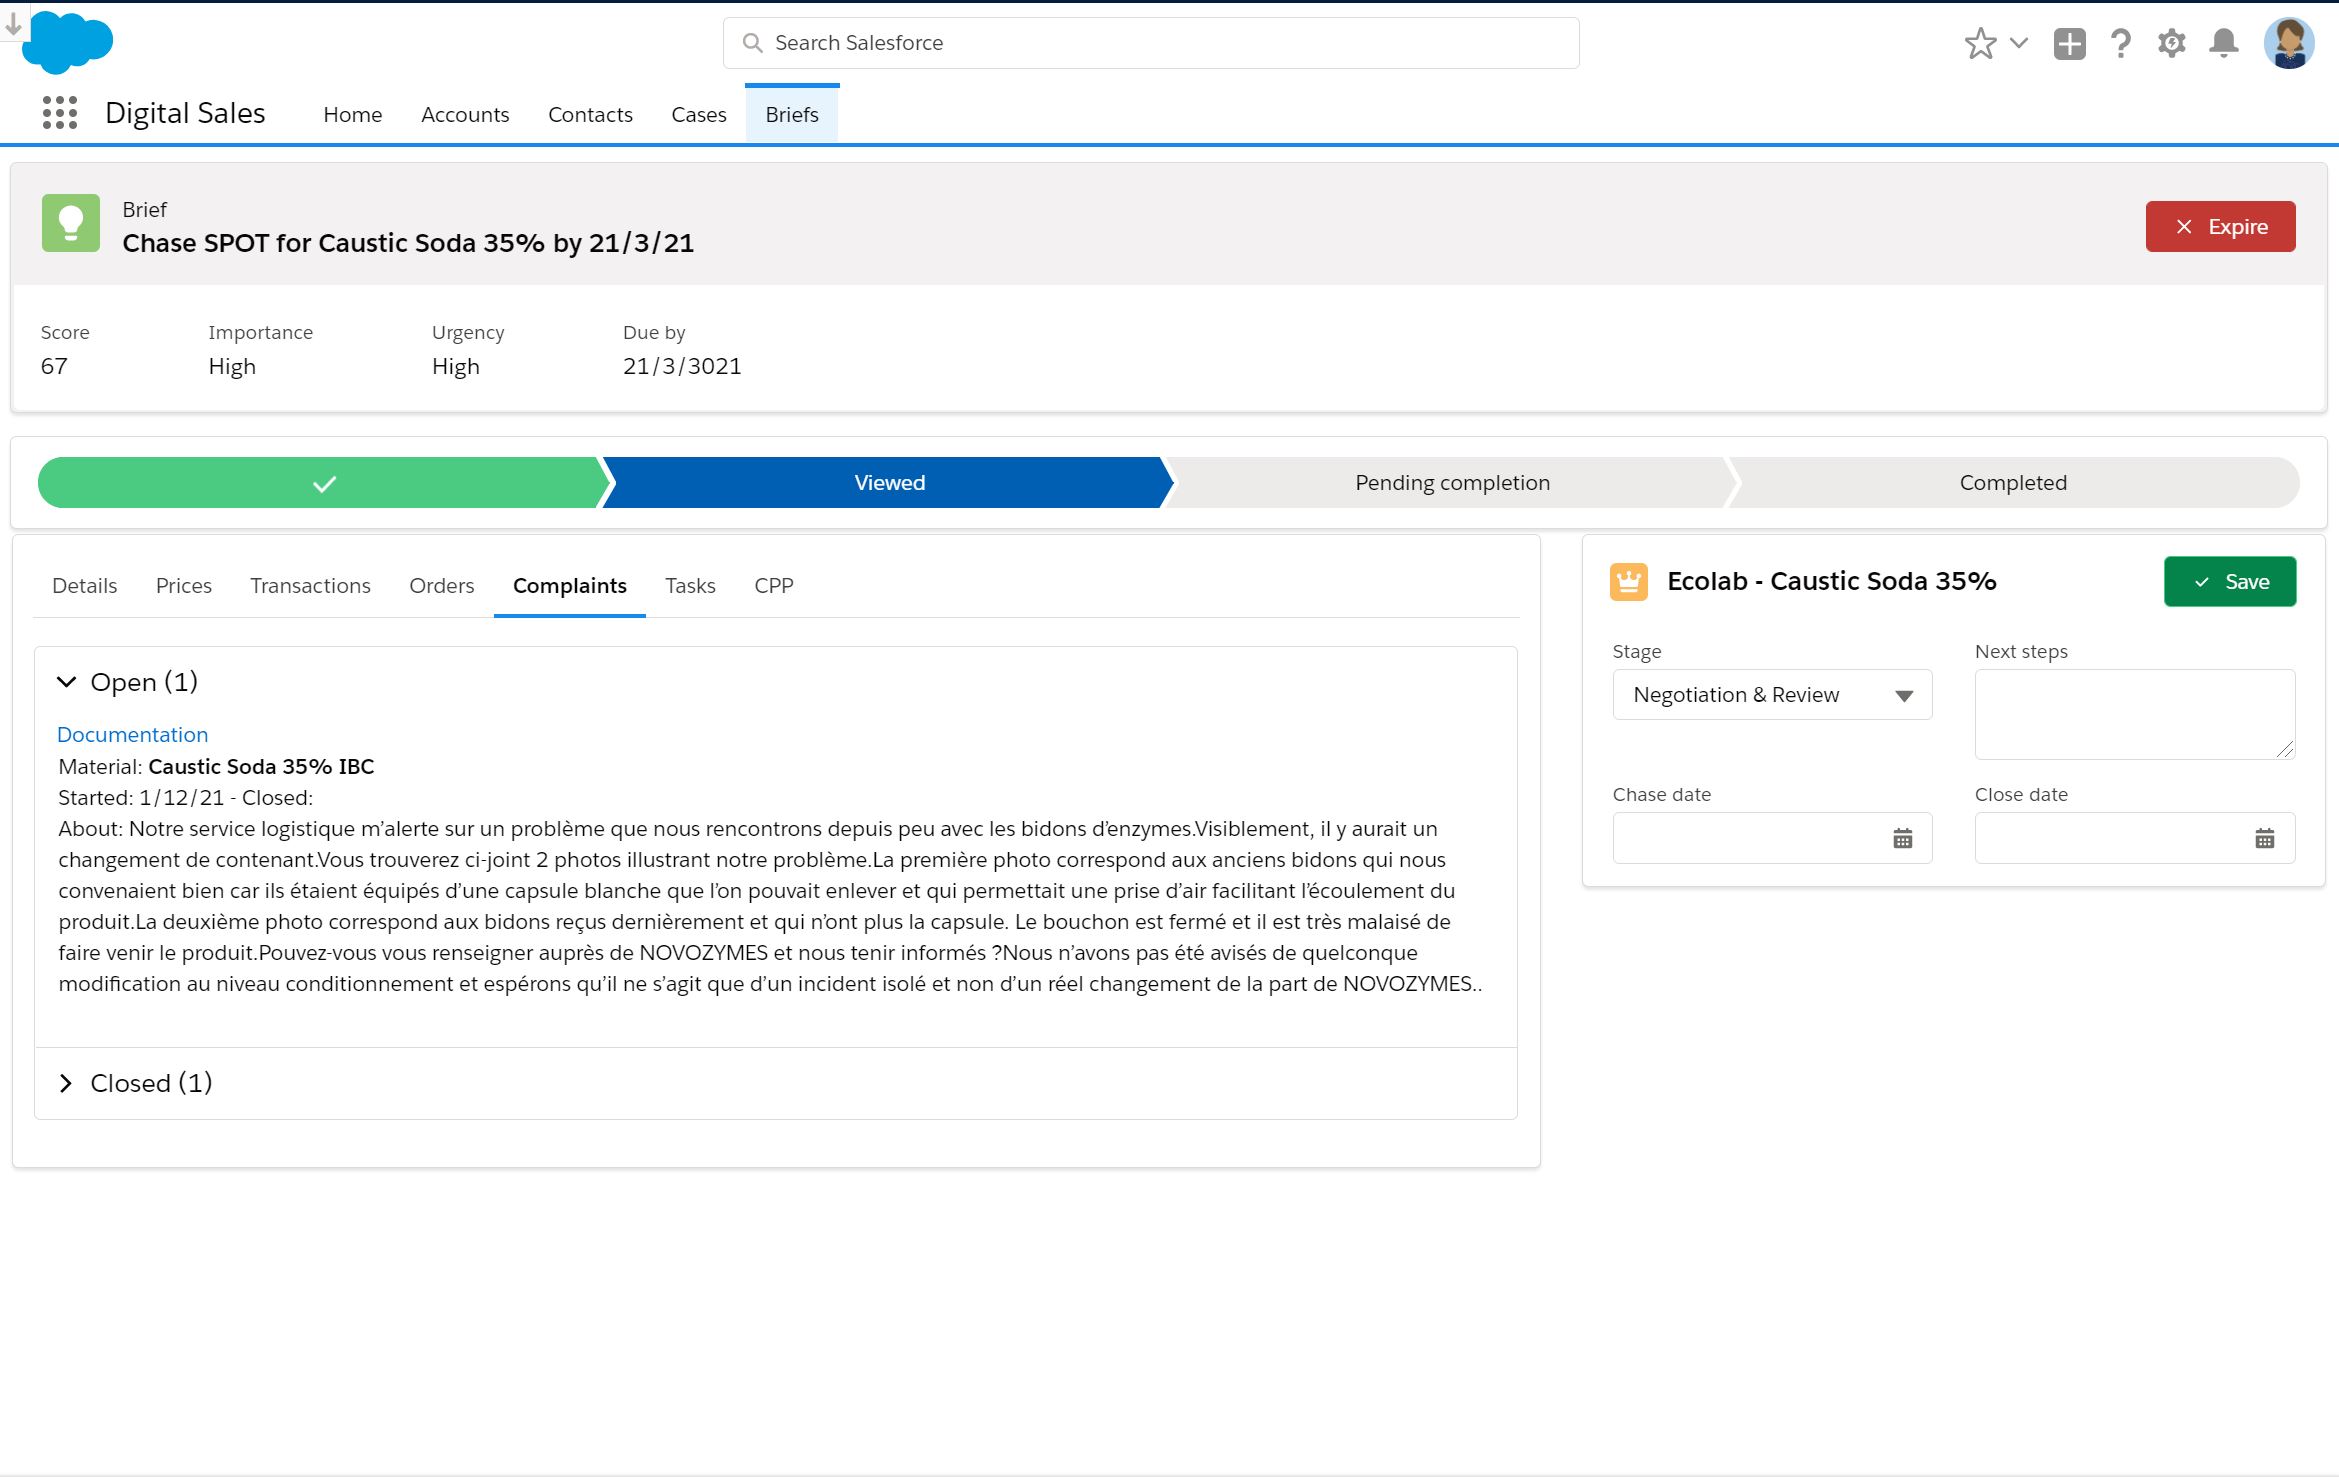 Search Salesforce
Digital Sales
Home Accounts Contacts Cases Briefs
Brief
Chase SPOT for Caustic Soda 35% by 21/3/21
Expire
Score Importance Urgency Due by
67 High High 21/3/3021
Viewed Pending completion Completed
Details Prices Transactions Orders Complaints Tasks CPP
Open (1)
Documentation
Material: Caustic Soda 35% IBC
Started: 1/12/21 - Closed:
About: Notre service logistique m’alerte sur un problème que nous rencontrons depuis peu avec les bidons d’enzymes.Visiblement, il y aurait un
changement de contenant.Vous trouverez ci-joint 2 photos illustrant notre problème.La première photo correspond aux anciens bidons qui nous
convenaient bien car ils étaient équipés d’une capsule blanche que l’on pouvait enlever et qui permettait une prise d’air facilitant l’écoulement du
produit.La deuxième photo correspond aux bidons reçus dernièrement et qui n’ont plus la capsule. Le bouchon est fermé et il est très malaisé de
faire venir le produit.Pouvez-vous vous renseigner auprès de NOVOZYMES et nous tenir informés ?Nous n’avons pas été avisés de quelconque
modification au niveau conditionnement et espérons qu’il ne s’agit que d’un incident isolé et non d’un réel changement de la part de NOVOZYMES..
Closed (1)
Ecolab - Caustic Soda 35%
Save
Stage Next steps
Negotiation & Review
Chase date Close date